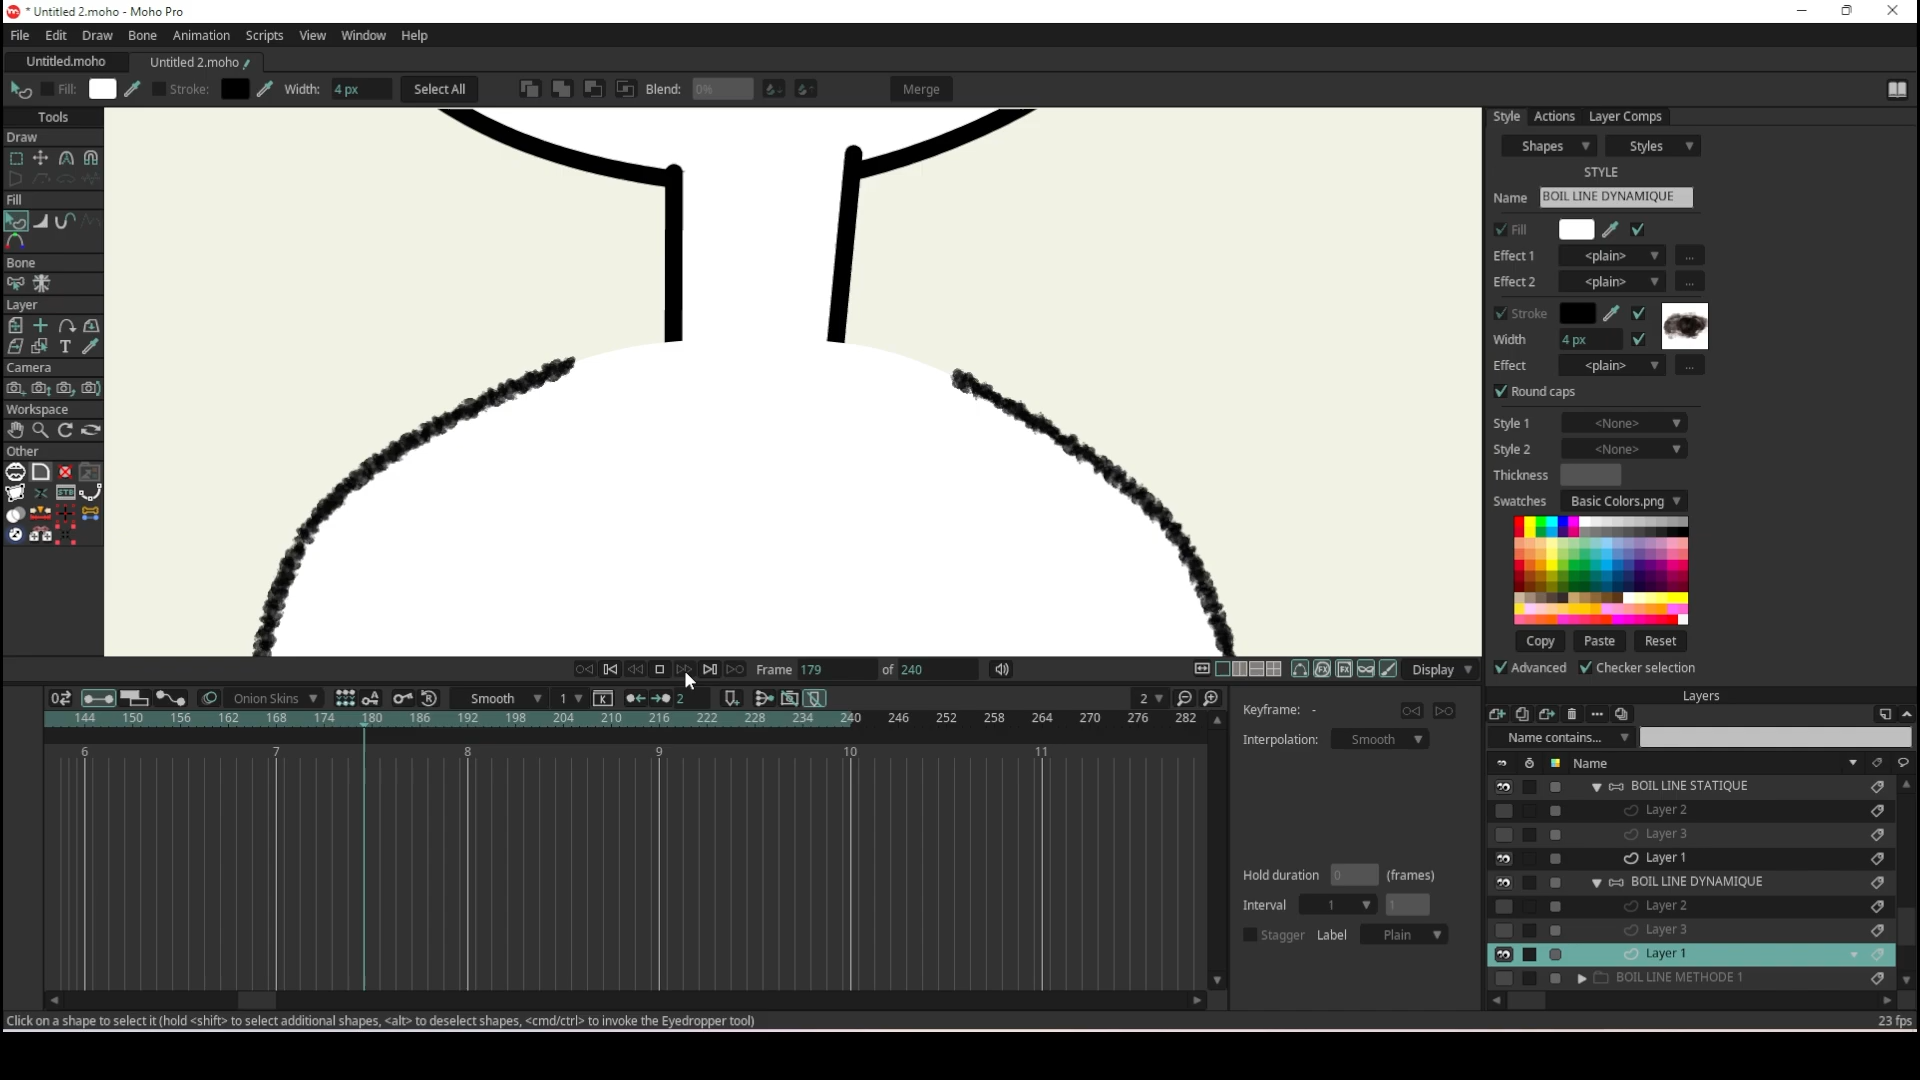 * Untitled 2.moho - Moho Pro
File Edit Draw Bone Animation Scripts View Window Help
Untitled.moho Untitled 2.moho
Fill: Stroke: Width: 4 px Select All Blend: 0% Merge
Tools
Draw
Fill
Bone
Layer
Camera
Workspace
Other
Style Actions Layer Comps
Shapes Styles
STYLE
Name BOIL LINE DYNAMIQUE
Fill
Effect 1 <plain> ...
Effect 2 <plain> ...
Stroke
Width 4 px
Effect <plain> ...
Round caps
Style 1 <None>
Style 2 <None>
Thickness
Swatches Basic Colors.png
Copy Paste Reset
Advanced Checker selection
Frame 179 of 240 Display
Onion Skins Smooth 1 2 2
144 150 156 162 168 174 180 186 192 198 204 210 216 222 228 234 240 246 252 258 264 270 276 282
6 7 8 9 10 11
Keyframe: -
Interpolation: Smooth
Hold duration 0 (frames)
Interval 1 1
Stagger Label Plain
Layers
Name contains...
Name
BOIL LINE STATIQUE
Layer 2
Layer 3
Layer 1
BOIL LINE DYNAMIQUE
Layer 2
Layer 3
Layer 1
BOIL LINE METHODE 1
Click on a shape to select it (hold <shift> to select additional shapes, <alt> to deselect shapes, <cmd/ctrl> to invoke the Eyedropper tool)
23 fps